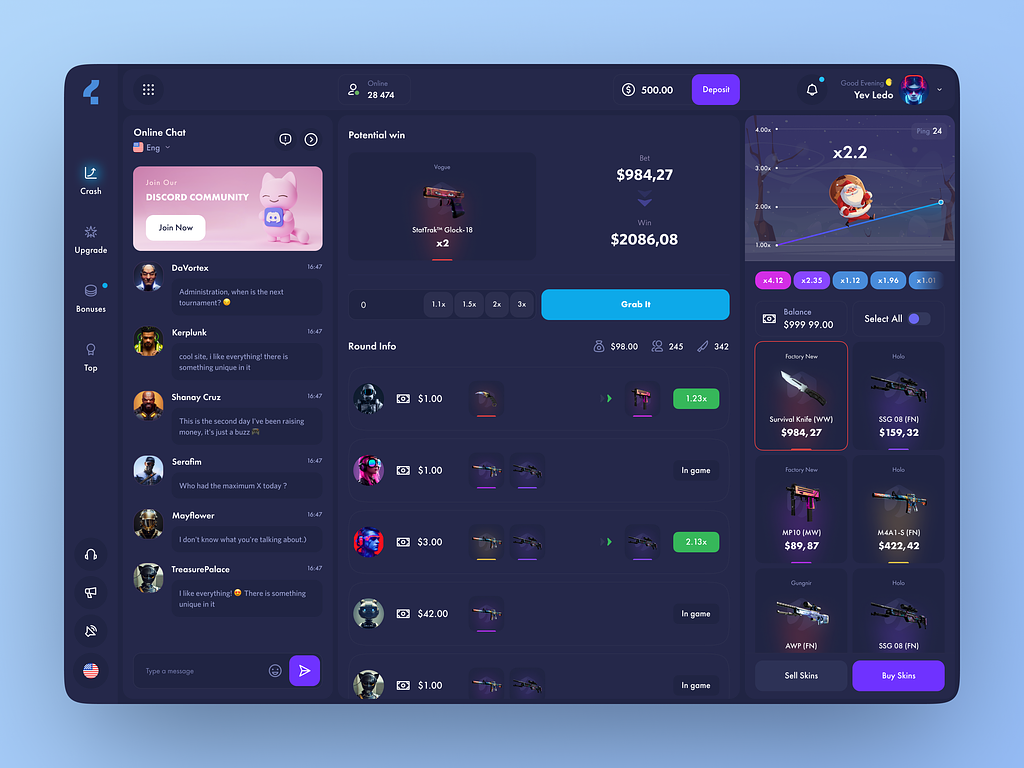 Online
28 474
500.00
Deposit
Good Evening
Yev Ledo
Crash
Upgrade
Bonuses
Top
Online Chat
Eng
Join Our
DISCORD COMMUNITY
Join Now
DaVortex
16:47
Administration, when is the next
tournament?
Kerplunk
16:47
cool site, i like everything! there is
something unique in it
Shanay Cruz
16:47
This is the second day I've been raising
money, it's just a buzz
Serafim
16:47
Who had the maximum X today ?
Mayflower
16:47
I don't know what you're talking about.)
TreasurePalace
16:47
I like everything! There is something
unique in it
Type a message
Potential win
Vogue
StatTrak™ Glock-18
x2
Bet
$984,27
Win
$2086,08
0
1.1x
1.5x
2x
3x
Grab It
Round Info
$98.00
245
342
$1.00
1.23x
$1.00
In game
$3.00
2.13x
$42.00
In game
$1.00
In game
4.00x
3.00x
2.00x
1.00x
Ping 24
x2.2
x4.12
x2.35
x1.12
x1.96
x1.01
Balance
$999 99.00
Select All
Factory New
Survival Knife (WW)
$984,27
Holo
SSG 08 (FN)
$159,32
Factory New
MP10 (MW)
$89,87
Holo
M4A1-S (FN)
$422,42
Gungnir
AWP (FN)
Holo
SSG 08 (FN)
Sell Skins
Buy Skins